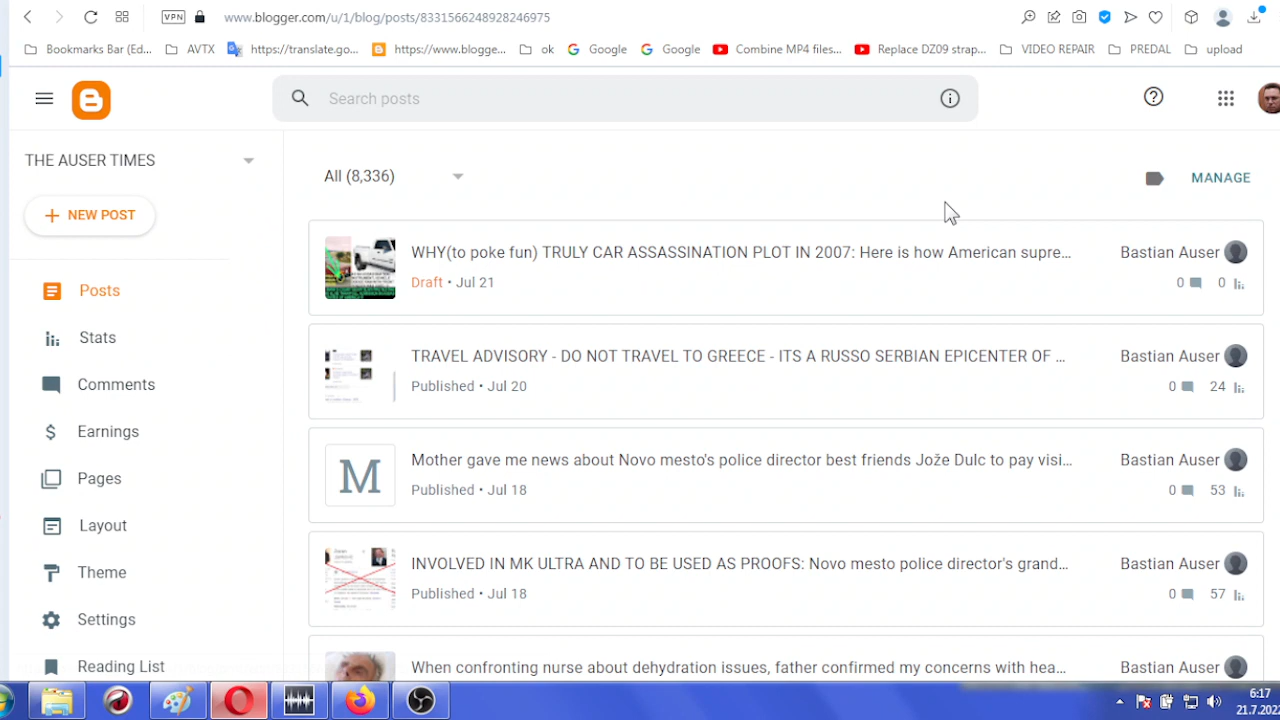 VPN
www.blogger.com/u/1/blog/posts/8331566248928246975
Bookmarks Bar (Ed...
AVTX
https://translate.go...
https://www.blogge...
ok
Google
Google
Combine MP4 files...
Replace DZ09 strap...
VIDEO REPAIR
PREDAL
upload
Search posts
THE AUSER TIMES
All (8,336)
MANAGE
NEW POST
Posts
Stats
Comments
Earnings
Pages
Layout
Theme
Settings
Reading List
WHY(to poke fun) TRULY CAR ASSASSINATION PLOT IN 2007: Here is how American supre...
Bastian Auser
Draft • Jul 21
0
0
TRAVEL ADVISORY - DO NOT TRAVEL TO GREECE - ITS A RUSSO SERBIAN EPICENTER OF ...
Bastian Auser
Published • Jul 20
0
24
M
Mother gave me news about Novo mesto's police director best friends Jože Dulc to pay visi...
Bastian Auser
Published • Jul 18
0
53
INVOLVED IN MK ULTRA AND TO BE USED AS PROOFS: Novo mesto police director's grand...
Bastian Auser
Published • Jul 18
0
57
When confronting nurse about dehydration issues, father confirmed my concerns with hea...
Bastian Auser
6:17
21.7.202